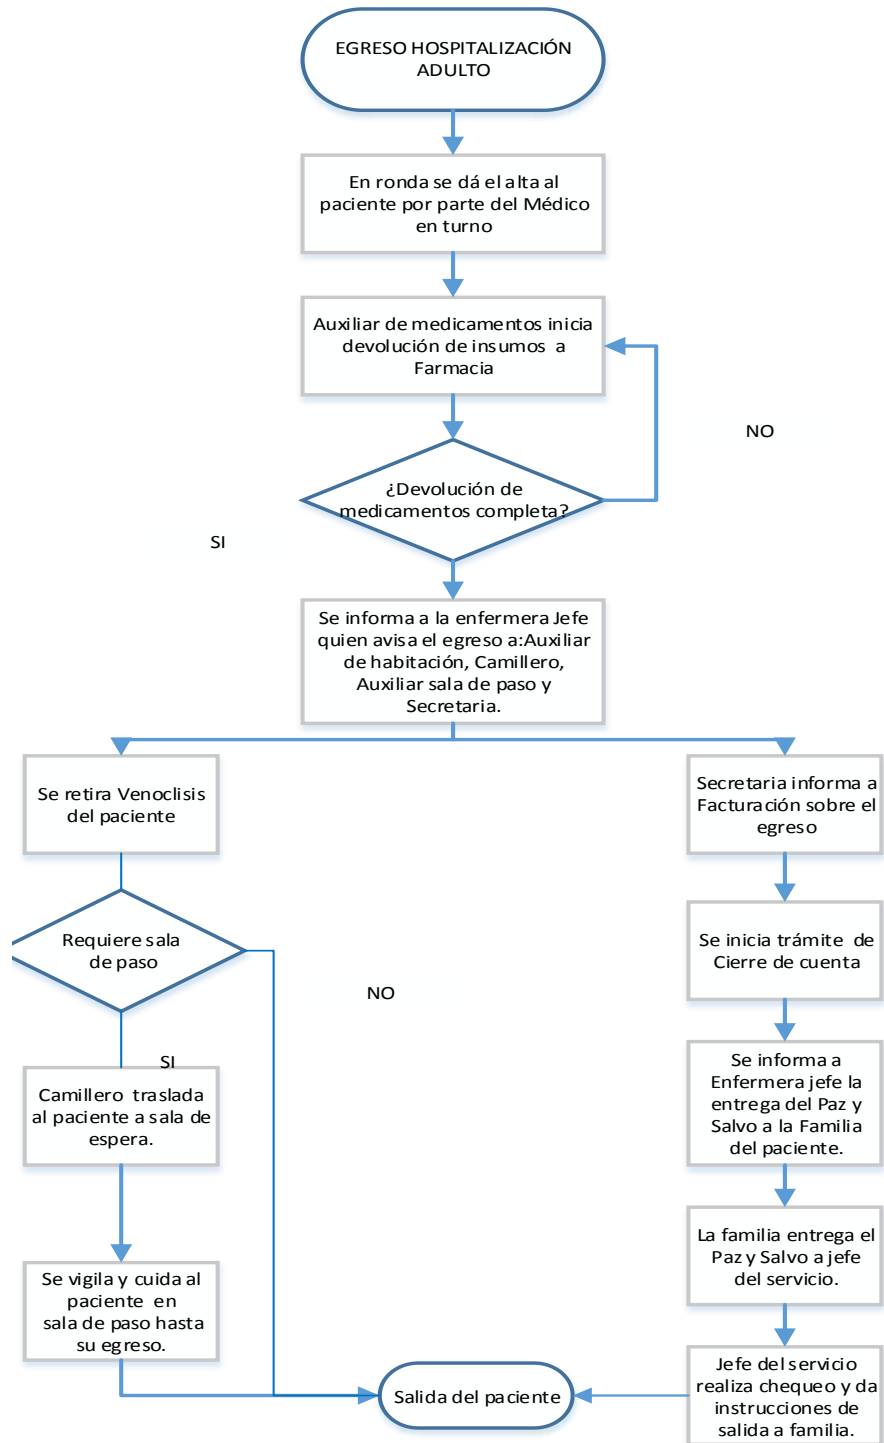 EGRESO HOSPITALIZACIÓN
ADULTO
En ronda se dá el alta al
paciente por parte del Médico
en turno
Auxiliar de medicamentos inicia
devolución de insumos a
Farmacia
NO
¿Devolución de
medicamentos completa?
SI
Se informa a la enfermera Jefe
quien avisa el egreso a:Auxiliar
de habitación, Camillero,
Auxiliar sala de paso y
Secretaria.
Se retira Venoclisis
del paciente
Requiere sala
de paso
NO
SI
Camillero traslada
al paciente a sala de
espera.
Se vigila y cuida al
paciente en
sala de paso hasta
su egreso.
Secretaria informa a
Facturación sobre el
egreso
Se inicia trámite de
Cierre de cuenta
Se informa a
Enfermera jefe la
entrega del Paz y
Salvo a la Familia
del paciente.
La familia entrega el
Paz y Salvo a jefe
del servicio.
Jefe del servicio
realiza chequeo y da
instrucciones de
salida a familia.
Salida del paciente